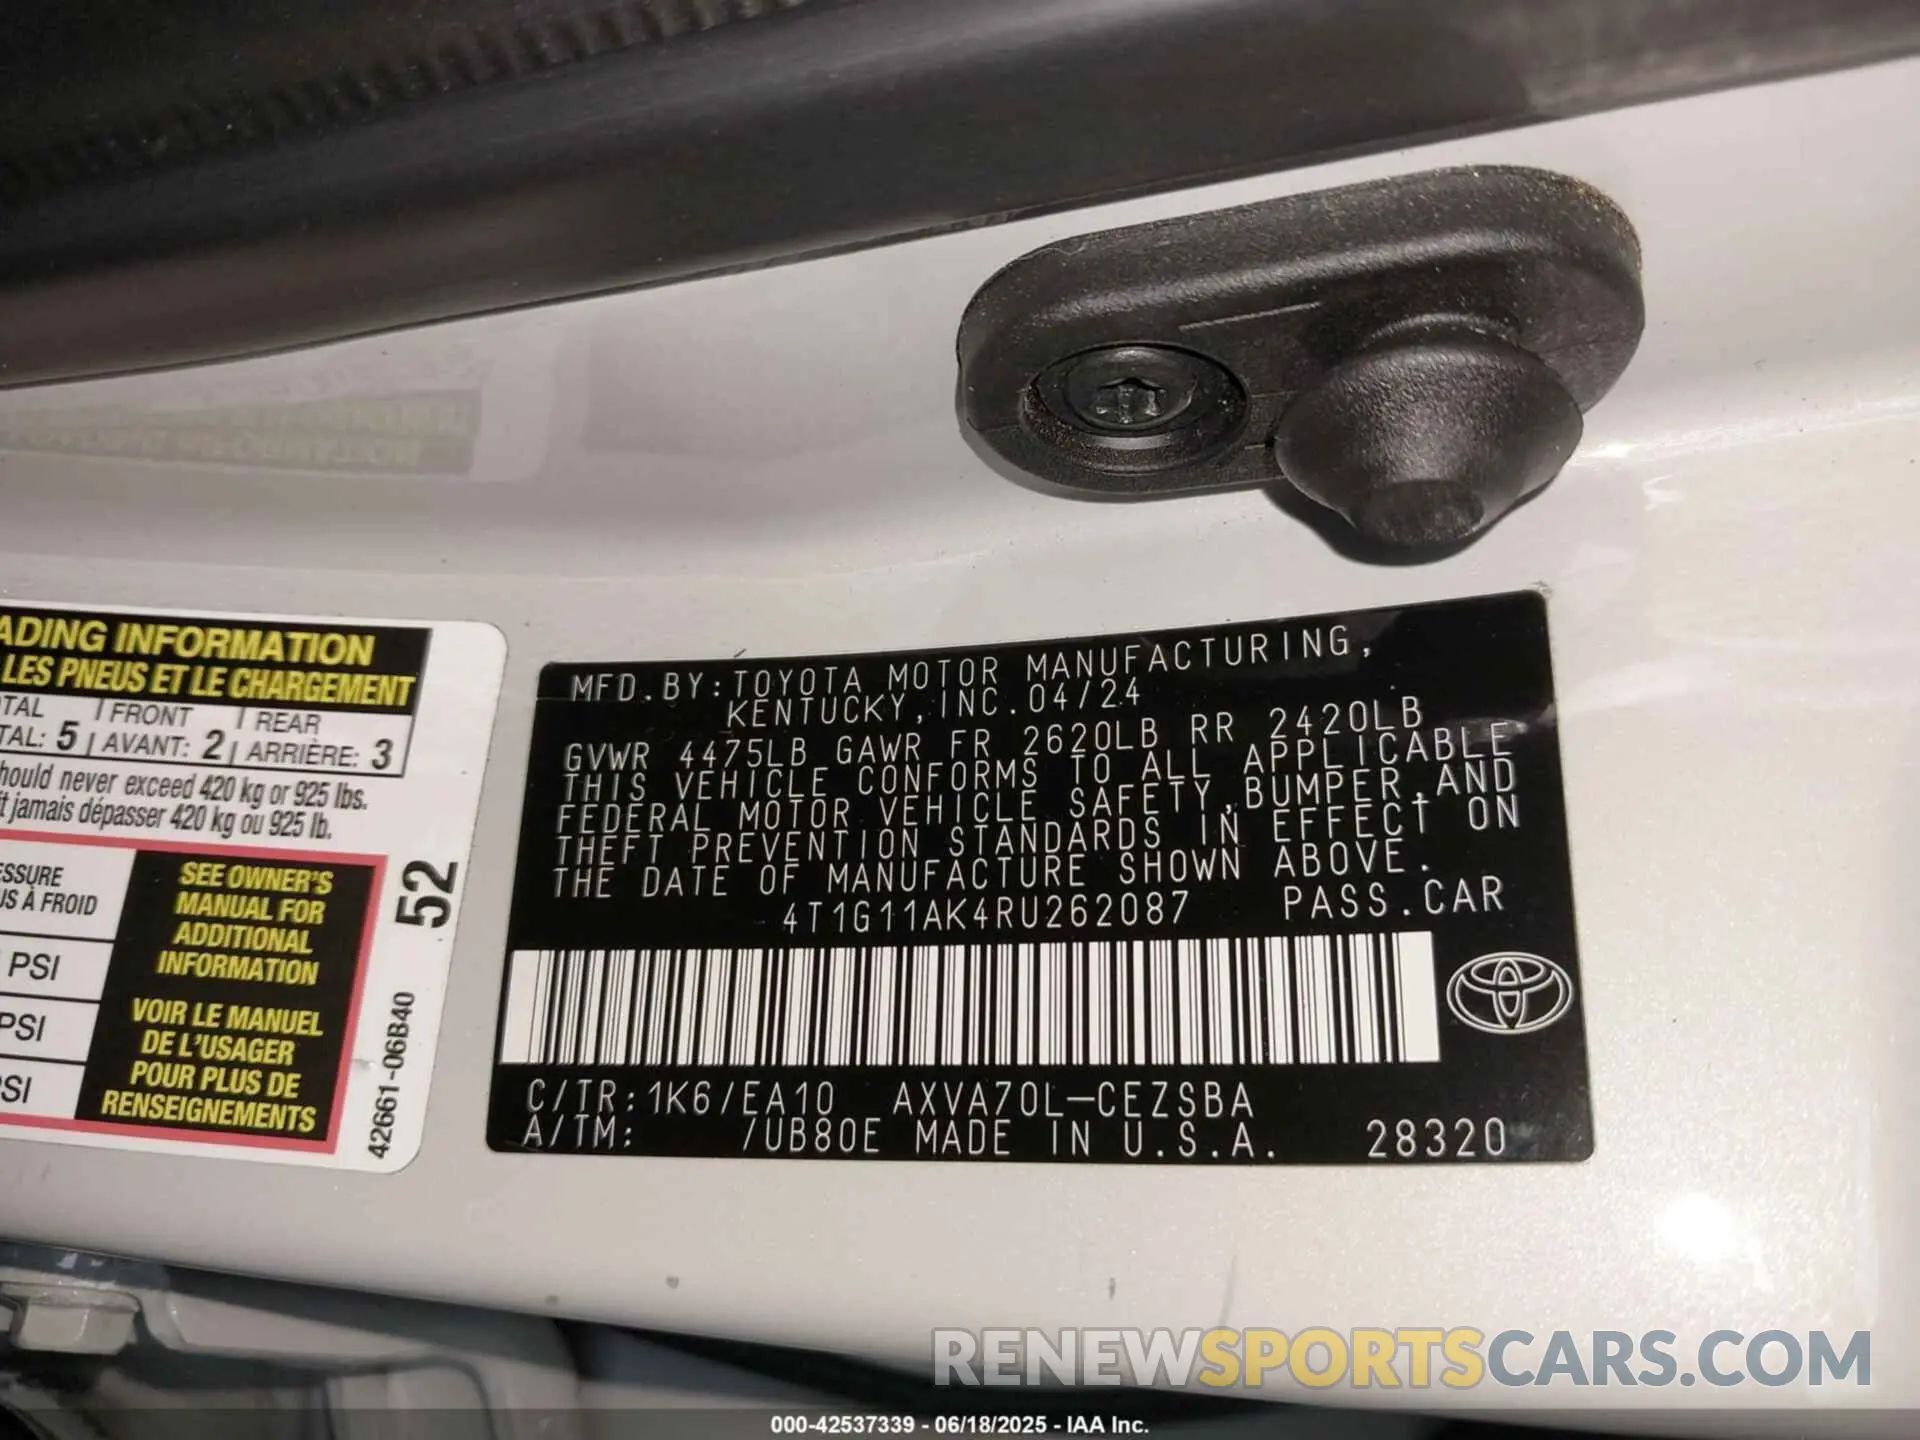 ADING INFORMATION
LES PNEUS ET LE CHARGEMENT
TAL FRONT REAR
TAL: 5 AVANT: 2 ARRIÈRE: 3
hould never exceed 420 kg or 925 lbs.
t jamais dépasser 420 kg ou 925 lb.
ESSURE
US À FROID
PSI
PSI
PSI
SEE OWNER'S
MANUAL FOR
ADDITIONAL
INFORMATION
VOIR LE MANUEL
DE L'USAGER
POUR PLUS DE
RENSEIGNEMENTS
52
42661-06B40
MFD.BY:TOYOTA MOTOR MANUFACTURING,
KENTUCKY,INC.04/24
GVWR 4475LB GAWR FR 2620LB RR 2420LB
THIS VEHICLE CONFORMS TO ALL APPLICABLE
FEDERAL MOTOR VEHICLE SAFETY,BUMPER,AND
THEFT PREVENTION STANDARDS IN EFFECT ON
THE DATE OF MANUFACTURE SHOWN ABOVE.
4T1G11AK4RU262087 PASS.CAR
C/TR:1K6/EA10 AXVA70L-CEZSBA
A/TM: /UB80E MADE IN U.S.A. 28320
RENEWSPORTSCARS.COM
000-42537339 - 06/18/2025 - IAA Inc.